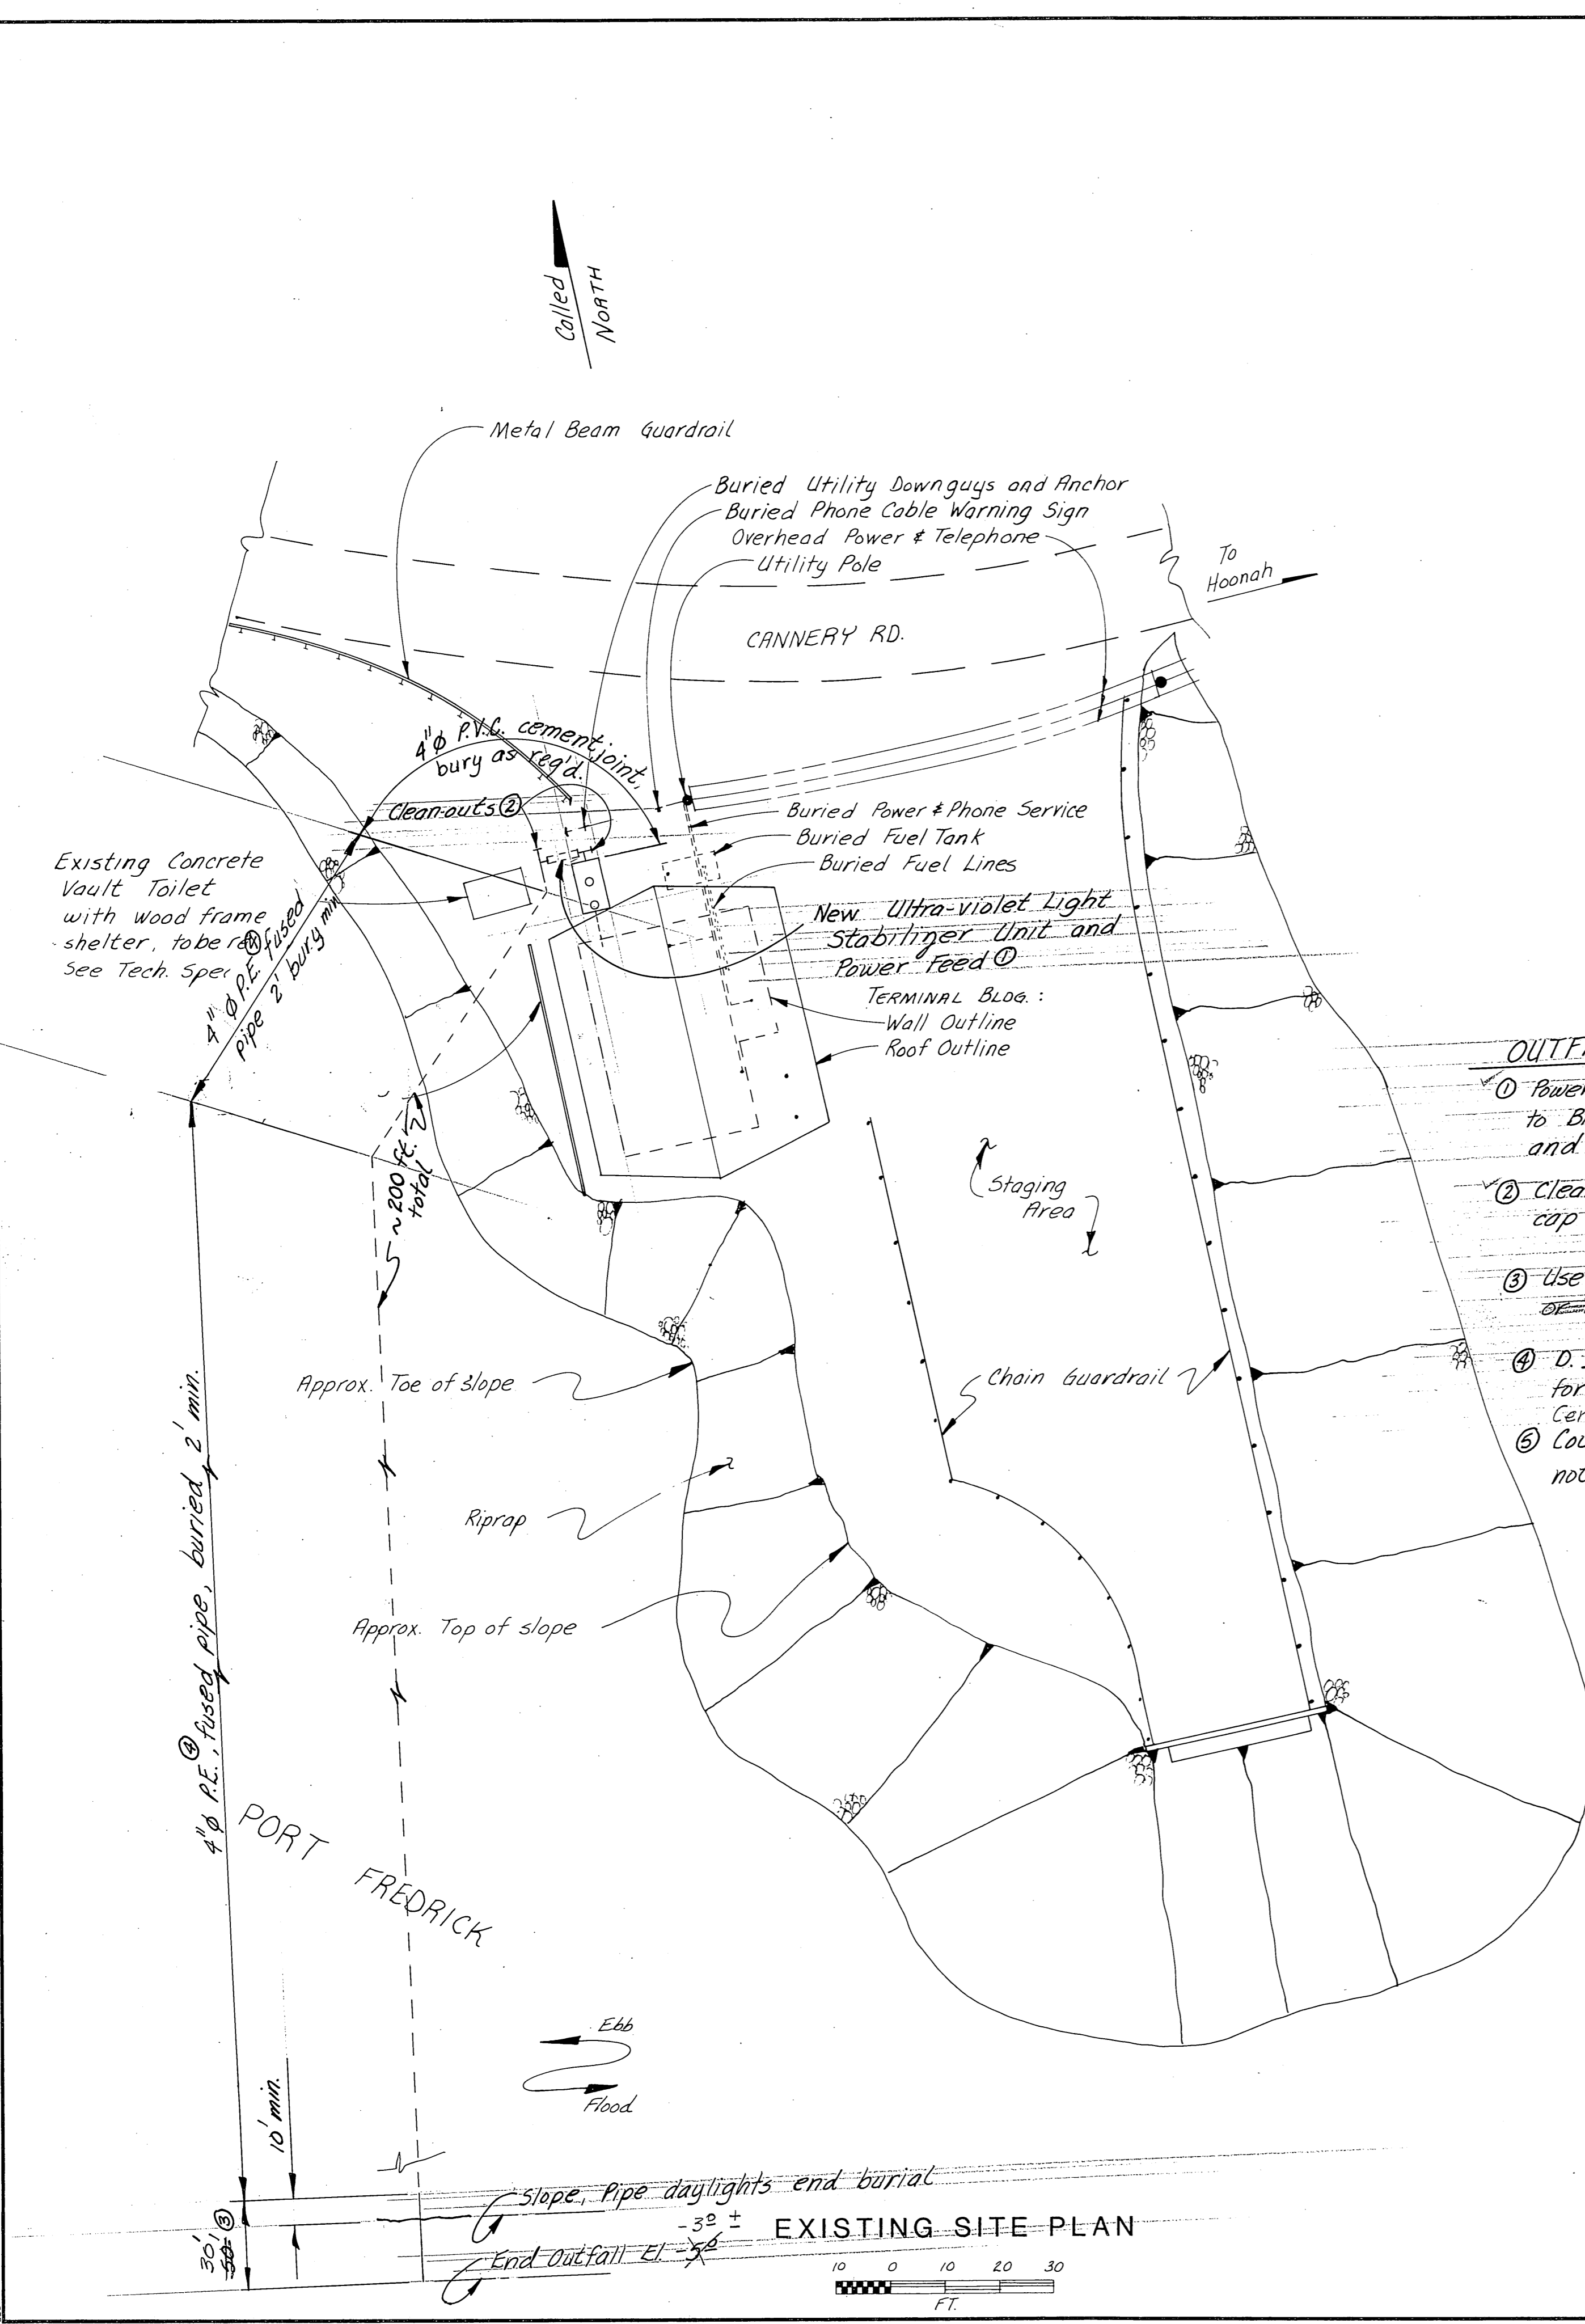 Called
NORTH
Metal Beam Guardrail
Buried Utility Downguys and Anchor
Buried Phone Cable Warning Sign
Overhead Power & Telephone
Utility Pole
To
Hoonah
CANNERY RD.
4"ø P.V.C. cement joint.
bury as req'd.
Clean-outs ②
Buried Power & Phone Service
Buried Fuel Tank
Buried Fuel Lines
Existing Concrete
Vault Toilet
with wood frame
shelter, to be
See Tech. Spec
4"ø P.E. ④ fused
pipe 2' bury min
New Ultra-violet Light
Stabilizer Unit and
Power Feed ①
TERMINAL BLDG.:
Wall Outline
Roof Outline
OUTF
① Powe
to B
and
② Clea
cap
③ Use
④ D.
for
Cer
⑤ Cou
not
~200 ft.
total
Staging
Area
Approx. Toe of slope
Chain Guardrail
Riprap
Approx. Top of slope
4"ø P.E. ④, fused pipe, buried 2' min.
PORT FREDRICK
Ebb
Flood
10' min.
30' ③
Slope, Pipe daylights end burial
-32 ±
End Outfall El
EXISTING SITE PLAN
10 0 10 20 30
FT.